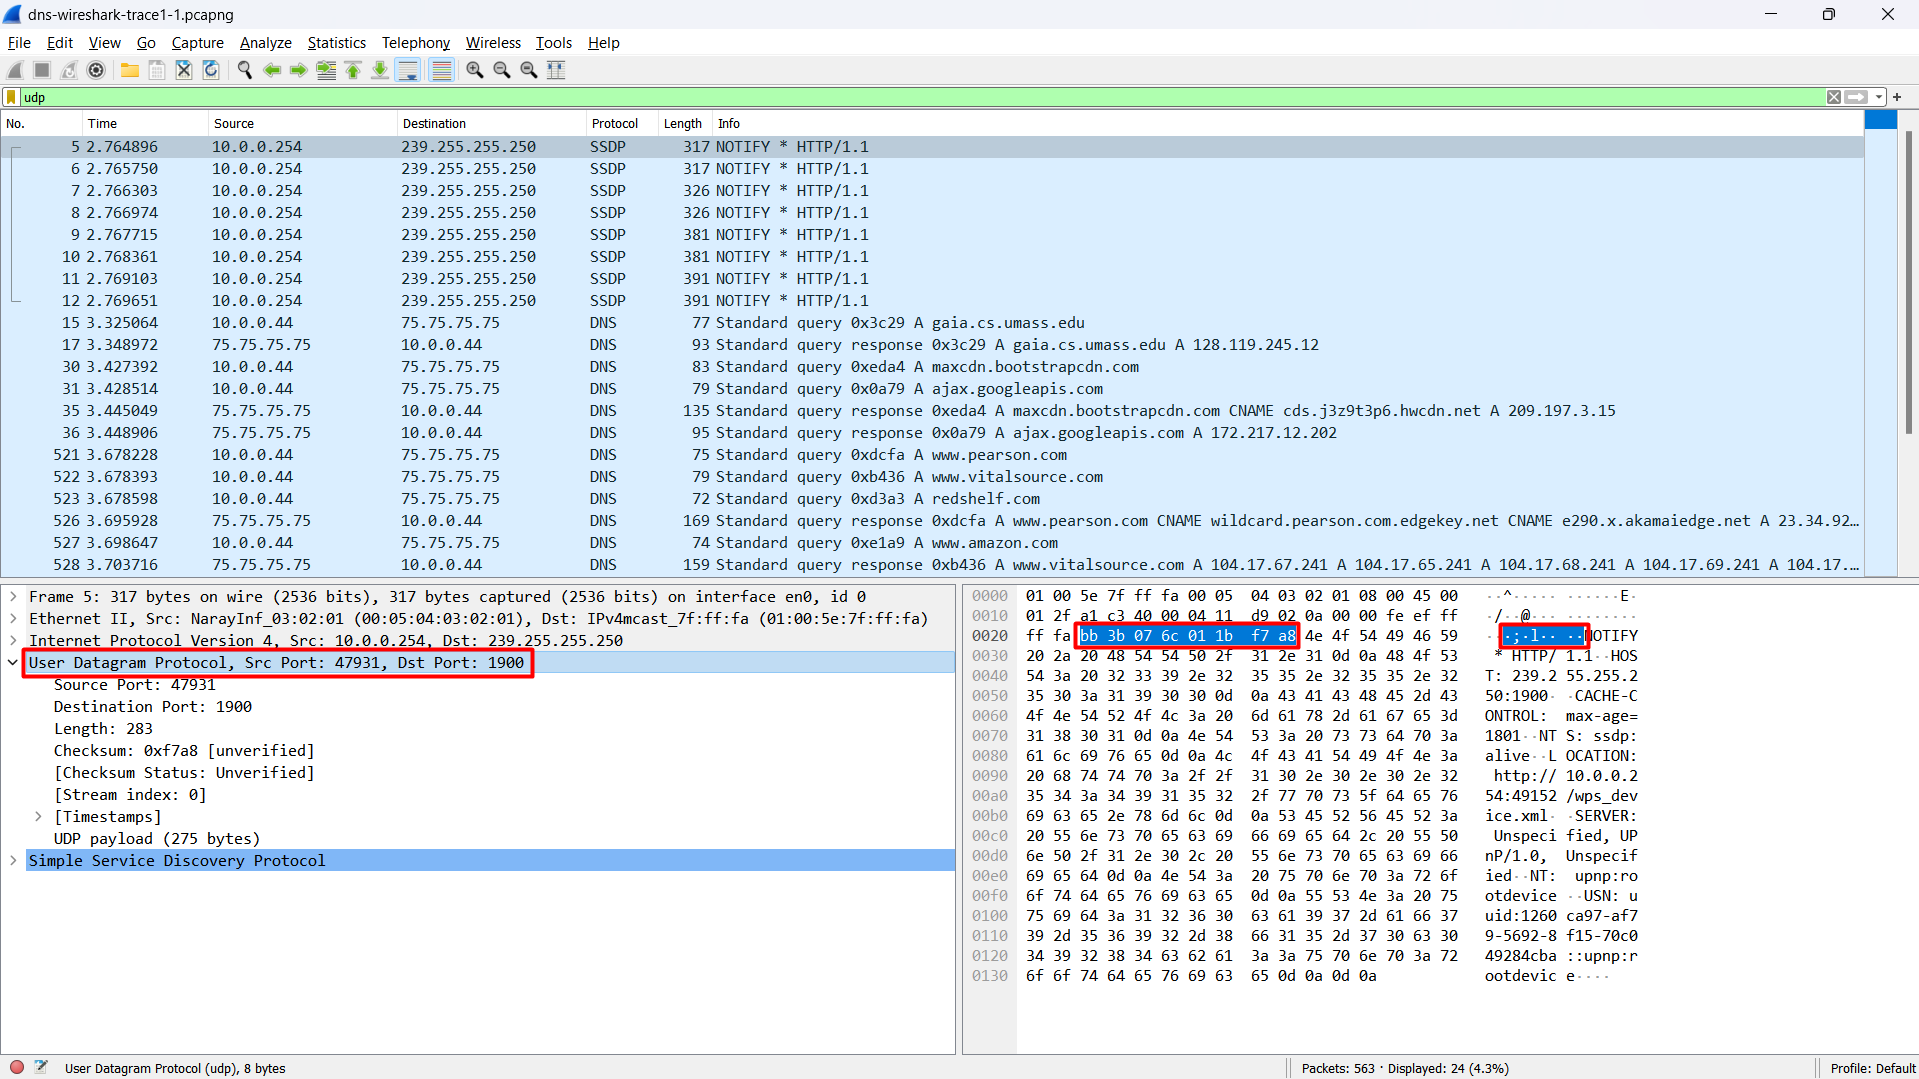 dns-wireshark-trace1-1.pcapng
File Edit View Go Capture Analyze Statistics Telephony Wireless Tools Help
udp
No. Time Source Destination Protocol Length Info
5 2.764896 10.0.0.254 239.255.255.250 SSDP 317 NOTIFY * HTTP/1.1
6 2.765750 10.0.0.254 239.255.255.250 SSDP 317 NOTIFY * HTTP/1.1
7 2.766303 10.0.0.254 239.255.255.250 SSDP 326 NOTIFY * HTTP/1.1
8 2.766974 10.0.0.254 239.255.255.250 SSDP 326 NOTIFY * HTTP/1.1
9 2.767715 10.0.0.254 239.255.255.250 SSDP 381 NOTIFY * HTTP/1.1
10 2.768361 10.0.0.254 239.255.255.250 SSDP 381 NOTIFY * HTTP/1.1
11 2.769103 10.0.0.254 239.255.255.250 SSDP 391 NOTIFY * HTTP/1.1
12 2.769651 10.0.0.254 239.255.255.250 SSDP 391 NOTIFY * HTTP/1.1
15 3.325064 10.0.0.44 75.75.75.75 DNS 77 Standard query 0x3c29 A gaia.cs.umass.edu
17 3.348972 75.75.75.75 10.0.0.44 DNS 93 Standard query response 0x3c29 A gaia.cs.umass.edu A 128.119.245.12
30 3.427392 10.0.0.44 75.75.75.75 DNS 83 Standard query 0xeda4 A maxcdn.bootstrapcdn.com
31 3.428514 10.0.0.44 75.75.75.75 DNS 79 Standard query 0x0a79 A ajax.googleapis.com
35 3.445049 75.75.75.75 10.0.0.44 DNS 135 Standard query response 0xeda4 A maxcdn.bootstrapcdn.com CNAME cds.j3z9t3p6.hwcdn.net A 209.197.3.15
36 3.448906 75.75.75.75 10.0.0.44 DNS 95 Standard query response 0x0a79 A ajax.googleapis.com A 172.217.12.202
521 3.678228 10.0.0.44 75.75.75.75 DNS 75 Standard query 0xdcfa A www.pearson.com
522 3.678393 10.0.0.44 75.75.75.75 DNS 79 Standard query 0xb436 A www.vitalsource.com
523 3.678598 10.0.0.44 75.75.75.75 DNS 72 Standard query 0xd3a3 A redshelf.com
526 3.695928 75.75.75.75 10.0.0.44 DNS 169 Standard query response 0xdcfa A www.pearson.com CNAME wildcard.pearson.com.edgekey.net CNAME e290.x.akamaiedge.net A 23.34.92…
527 3.698647 10.0.0.44 75.75.75.75 DNS 74 Standard query 0xe1a9 A www.amazon.com
528 3.703716 75.75.75.75 10.0.0.44 DNS 159 Standard query response 0xb436 A www.vitalsource.com A 104.17.67.241 A 104.17.65.241 A 104.17.68.241 A 104.17.69.241 A 104.17.…
Frame 5: 317 bytes on wire (2536 bits), 317 bytes captured (2536 bits) on interface en0, id 0
Ethernet II, Src: NarayInf_03:02:01 (00:05:04:03:02:01), Dst: IPv4mcast_7f:ff:fa (01:00:5e:7f:ff:fa)
Internet Protocol Version 4, Src: 10.0.0.254, Dst: 239.255.255.250
User Datagram Protocol, Src Port: 47931, Dst Port: 1900
Source Port: 47931
Destination Port: 1900
Length: 283
Checksum: 0xf7a8 [unverified]
[Checksum Status: Unverified]
[Stream index: 0]
[Timestamps]
UDP payload (275 bytes)
Simple Service Discovery Protocol
0000 01 00 5e 7f ff fa 00 05 04 03 02 01 08 00 45 00 ··^····· ······E·
0010 01 2f a1 c3 40 00 04 11 d9 02 0a 00 00 fe ef ff ·/··@··· ········
0020 ff fa bb 3b 07 6c 01 1b f7 a8 4e 4f 54 49 46 59 ···;·l·· ··NOTIFY
0030 20 2a 20 48 54 54 50 2f 31 2e 31 0d 0a 48 4f 53 * HTTP/ 1.1··HOS
0040 54 3a 20 32 33 39 2e 32 35 35 2e 32 35 35 2e 32 T: 239.2 55.255.2
0050 35 30 3a 31 39 30 30 0d 0a 43 41 43 48 45 2d 43 50:1900· ·CACHE-C
0060 4f 4e 54 52 4f 4c 3a 20 6d 61 78 2d 61 67 65 3d ONTROL: max-age=
0070 31 38 30 31 0d 0a 4e 54 53 3a 20 73 73 64 70 3a 1801··NT S: ssdp:
0080 61 6c 69 76 65 0d 0a 4c 4f 43 41 54 49 4f 4e 3a alive··L OCATION:
0090 20 68 74 74 70 3a 2f 2f 31 30 2e 30 2e 30 2e 32 http:// 10.0.0.2
00a0 35 34 3a 34 39 31 35 32 2f 77 70 73 5f 64 65 76 54:49152 /wps_dev
00b0 69 63 65 2e 78 6d 6c 0d 0a 53 45 52 56 45 52 3a ice.xml· ·SERVER:
00c0 20 55 6e 73 70 65 63 69 66 69 65 64 2c 20 55 50 Unspeci fied, UP
00d0 6e 50 2f 31 2e 30 2c 20 55 6e 73 70 65 63 69 66 nP/1.0, Unspecif
00e0 69 65 64 0d 0a 4e 54 3a 20 75 70 6e 70 3a 72 6f ied··NT: upnp:ro
00f0 6f 74 64 65 76 69 63 65 0d 0a 55 53 4e 3a 20 75 otdevice ··USN: u
0100 75 69 64 3a 31 32 36 30 63 61 39 37 2d 61 66 37 uid:1260 ca97-af7
0110 39 2d 35 36 39 32 2d 38 66 31 35 2d 37 30 63 30 9-5692-8 f15-70c0
0120 34 39 32 38 34 63 62 61 3a 3a 75 70 6e 70 3a 72 49284cba ::upnp:r
0130 6f 6f 74 64 65 76 69 63 65 0d 0a 0d 0a ootdevic e····
User Datagram Protocol (udp), 8 bytes
Packets: 563 · Displayed: 24 (4.3%)
Profile: Default